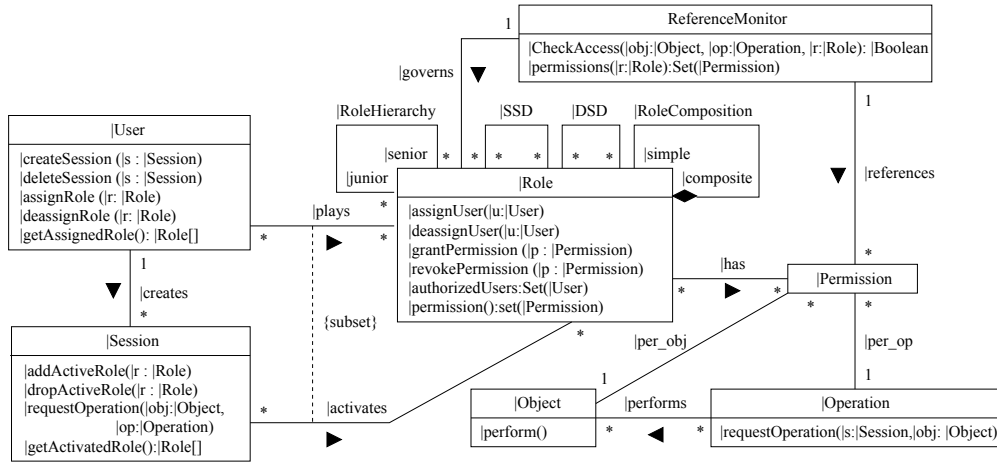 1
ReferenceMonitor
|CheckAccess(|obj:|Object, |op:|Operation, |r:|Role): |Boolean
|permissions(|r:|Role):Set(|Permission)
|governs
1
|references
*
|RoleHierarchy
|SSD
|DSD
|RoleComposition
|senior
*
*
*
*
*
*
|simple
|junior
*
|composite
|User
|createSession (|s : |Session)
|deleteSession (|s : |Session)
|assignRole (|r: |Role)
|deassignRole (|r: |Role)
|getAssignedRole(): |Role[]
|plays
*
*
|Role
|assignUser(|u:|User)
|deassignUser(|u:|User)
|grantPermission (|p : |Permission)
|revokePermission (|p : |Permission)
|authorizedUsers:Set(|User)
|permission():set(|Permission)
|has
*
*
|Permission
*
*
1
|creates
*
{subset}
|Session
|addActiveRole(|r : |Role)
|dropActiveRole(|r : |Role)
|requestOperation(|obj:|Object,
|op:|Operation)
|getActivatedRole():|Role[]
*
|activates
*
|per_obj
1
|per_op
1
|Object
|perform()
|performs
*
*
|Operation
|requestOperation(|s:|Session,|obj: |Object)